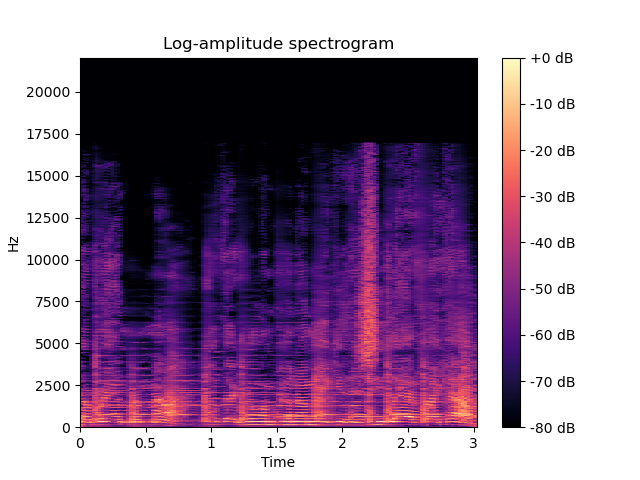 Log-amplitude spectrogram
Hz
20000
17500
15000
12500
10000
7500
5000
2500
0
0 0.5 1 1.5 2 2.5 3
Time
+0 dB
-10 dB
-20 dB
-30 dB
-40 dB
-50 dB
-60 dB
-70 dB
-80 dB